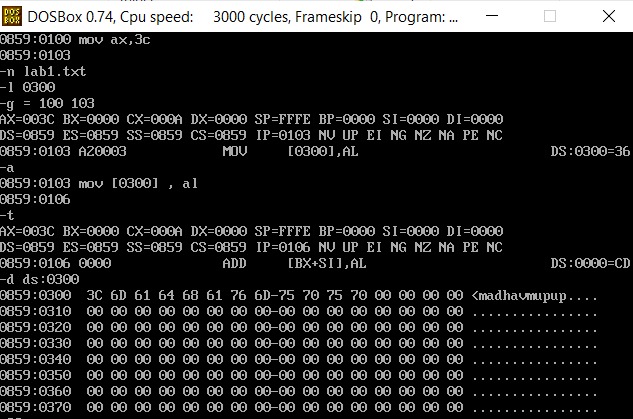 DOS BOX DOSBox 0.74, Cpu speed: 3000 cycles, Frameskip 0, Program: ...
0859:0100 mov ax,3c
0859:0103
-n lab1.txt
-l 0300
-g = 100 103
AX=003C BX=0000 CX=000A DX=0000 SP=FFFE BP=0000 SI=0000 DI=0000
DS=0859 ES=0859 SS=0859 CS=0859 IP=0103 NV UP EI NG NZ NA PE NC
0859:0103 A20003 MOV [0300],AL DS:0300=36
-a
0859:0103 mov [0300] , al
0859:0106
-t
AX=003C BX=0000 CX=000A DX=0000 SP=FFFE BP=0000 SI=0000 DI=0000
DS=0859 ES=0859 SS=0859 CS=0859 IP=0106 NV UP EI NG NZ NA PE NC
0859:0106 0000 ADD [BX+SI],AL DS:0000=CD
-d ds:0300
0859:0300 3C 6D 61 64 68 61 76 6D-75 70 75 70 00 00 00 00 <madhavmupup....
0859:0310 00 00 00 00 00 00 00 00-00 00 00 00 00 00 00 00 ................
0859:0320 00 00 00 00 00 00 00 00-00 00 00 00 00 00 00 00 ................
0859:0330 00 00 00 00 00 00 00 00-00 00 00 00 00 00 00 00 ................
0859:0340 00 00 00 00 00 00 00 00-00 00 00 00 00 00 00 00 ................
0859:0350 00 00 00 00 00 00 00 00-00 00 00 00 00 00 00 00 ................
0859:0360 00 00 00 00 00 00 00 00-00 00 00 00 00 00 00 00 ................
0859:0370 00 00 00 00 00 00 00 00-00 00 00 00 00 00 00 00 ................